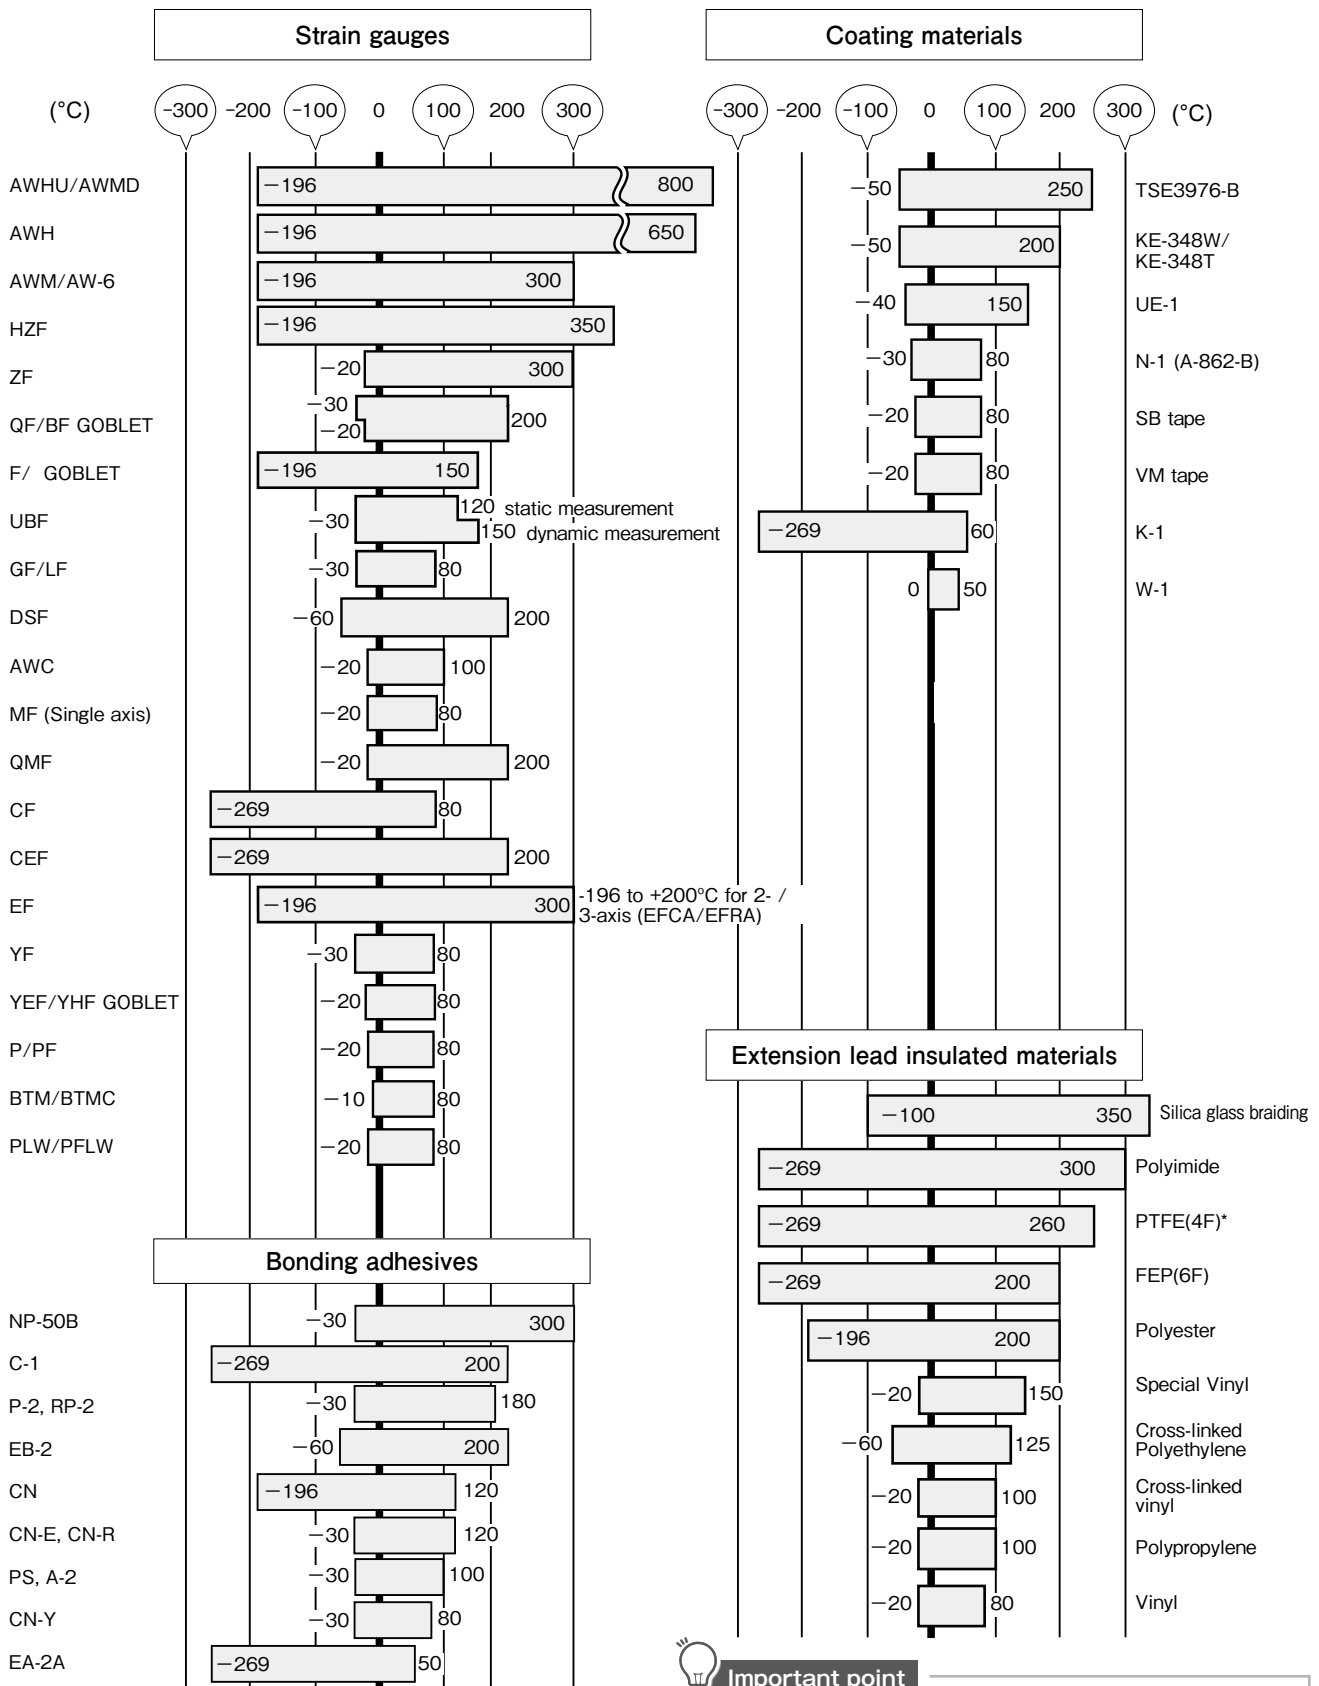 Strain gauges
(°C)
-300 -200 -100 0 100 200 300
AWHU/AWMD −196 800
AWH −196 650
AWM/AW-6 −196 300
HZF −196 350
ZF −20 300
−30
QF/BF GOBLET −20 200
F/ GOBLET −196 150
120 static measurement
UBF −30
150 dynamic measurement
GF/LF −30 80
DSF −60 200
AWC −20 100
MF (Single axis) −20 80
QMF −20 200
CF −269 80
CEF −269 200
EF −196 300 -196 to +200°C for 2- /
3-axis (EFCA/EFRA)
YF −30 80
YEF/YHF GOBLET −20 80
P/PF −20 80
BTM/BTMC −10 80
PLW/PFLW −20 80
Bonding adhesives
NP-50B −30 300
C-1 −269 200
P-2, RP-2 −30 180
EB-2 −60 200
CN −196 120
CN-E, CN-R −30 120
PS, A-2 −30 100
CN-Y −30 80
EA-2A −269 50
Coating materials
-300 -200 -100 0 100 200 300 (°C)
−50 250 TSE3976-B
−50 200 KE-348W/
KE-348T
−40 150 UE-1
−30 80 N-1 (A-862-B)
−20 80 SB tape
−20 80 VM tape
−269 60 K-1
0 50 W-1
Extension lead insulated materials
−100 350 Silica glass braiding
−269 300 Polyimide
−269 260 PTFE(4F)*
−269 200 FEP(6F)
−196 200 Polyester
−20 150 Special Vinyl
−60 125 Cross-linked
Polyethylene
−20 100 Cross-linked
vinyl
−20 100 Polypropylene
−20 80 Vinyl
Important point